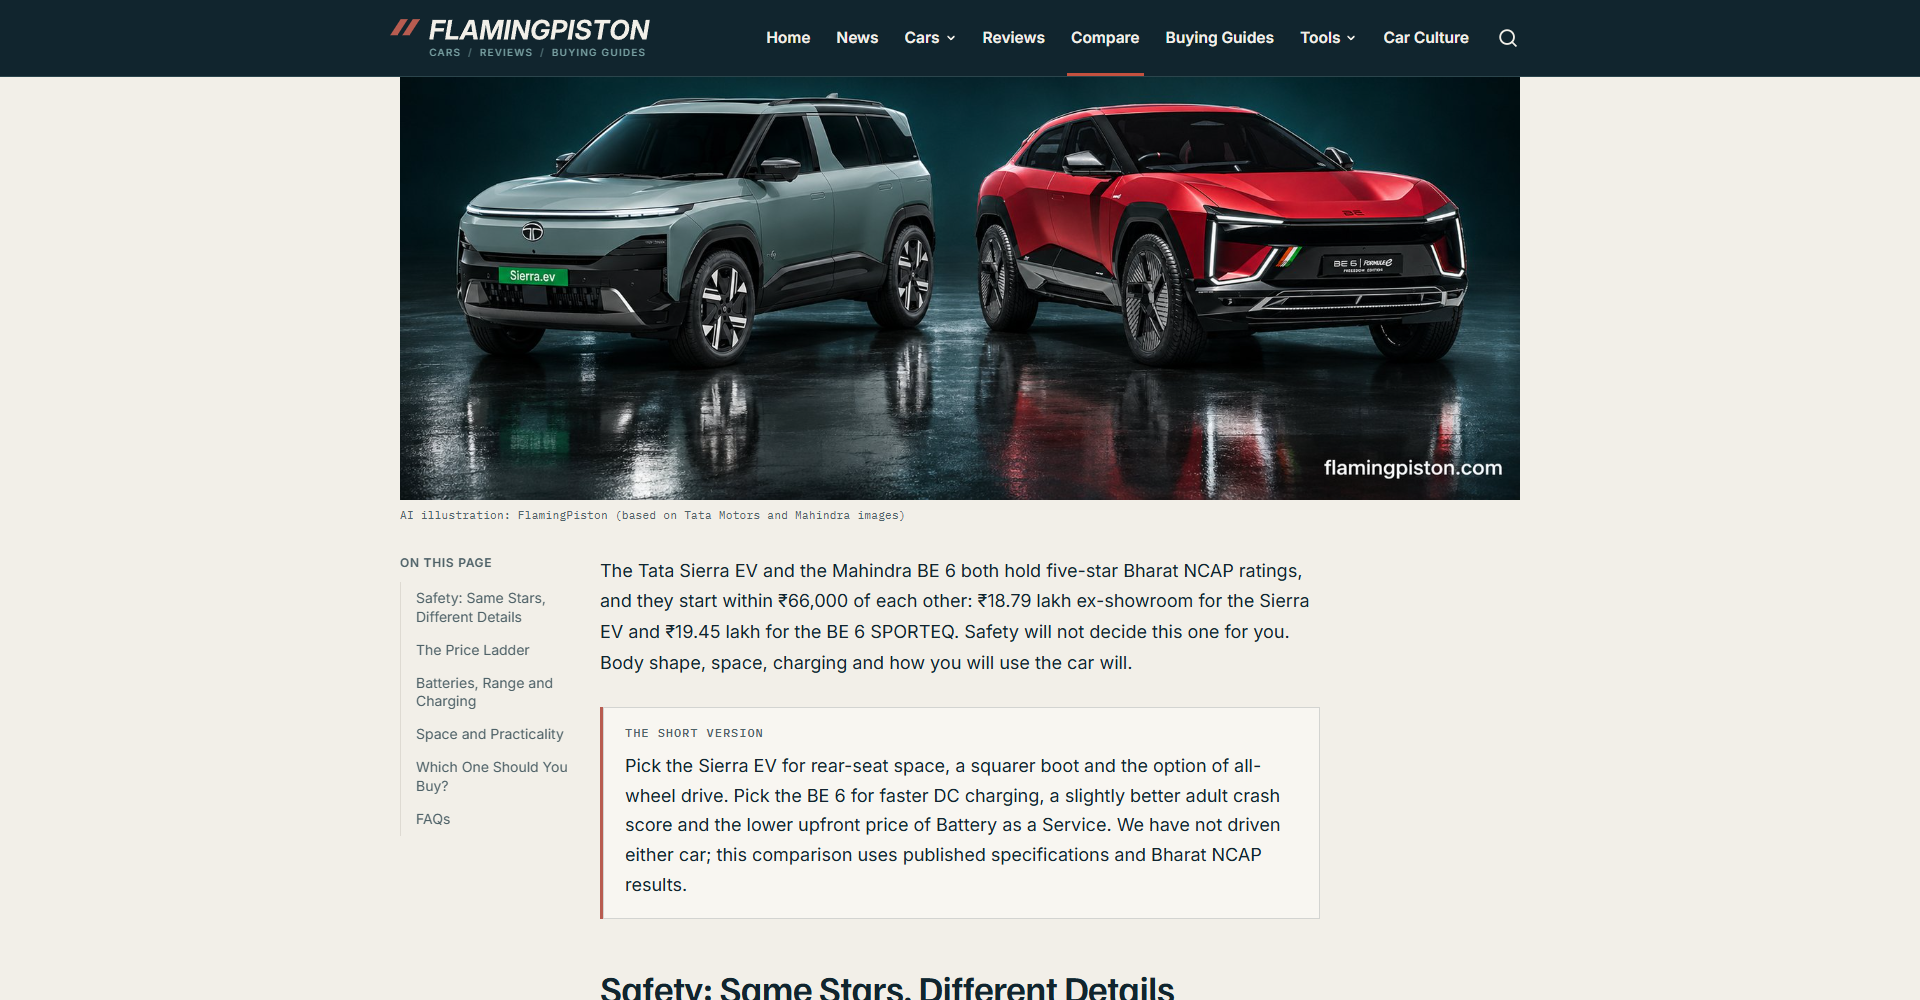 FLAMINGPISTON
CARS / REVIEWS / BUYING GUIDES
Home News Cars Reviews Compare Buying Guides Tools Car Culture
Sierra.ev
BE
BE 6 | FORMULA E
FREEDOM EDITION
flamingpiston.com
AI illustration: FlamingPiston (based on Tata Motors and Mahindra images)
ON THIS PAGE
Safety: Same Stars,
Different Details
The Price Ladder
Batteries, Range and
Charging
Space and Practicality
Which One Should You
Buy?
FAQs
The Tata Sierra EV and the Mahindra BE 6 both hold five-star Bharat NCAP ratings,
and they start within ₹66,000 of each other: ₹18.79 lakh ex-showroom for the Sierra
EV and ₹19.45 lakh for the BE 6 SPORTEQ. Safety will not decide this one for you.
Body shape, space, charging and how you will use the car will.
THE SHORT VERSION
Pick the Sierra EV for rear-seat space, a squarer boot and the option of all-
wheel drive. Pick the BE 6 for faster DC charging, a slightly better adult crash
score and the lower upfront price of Battery as a Service. We have not driven
either car; this comparison uses published specifications and Bharat NCAP
results.
Safety: Same Stars, Different Details